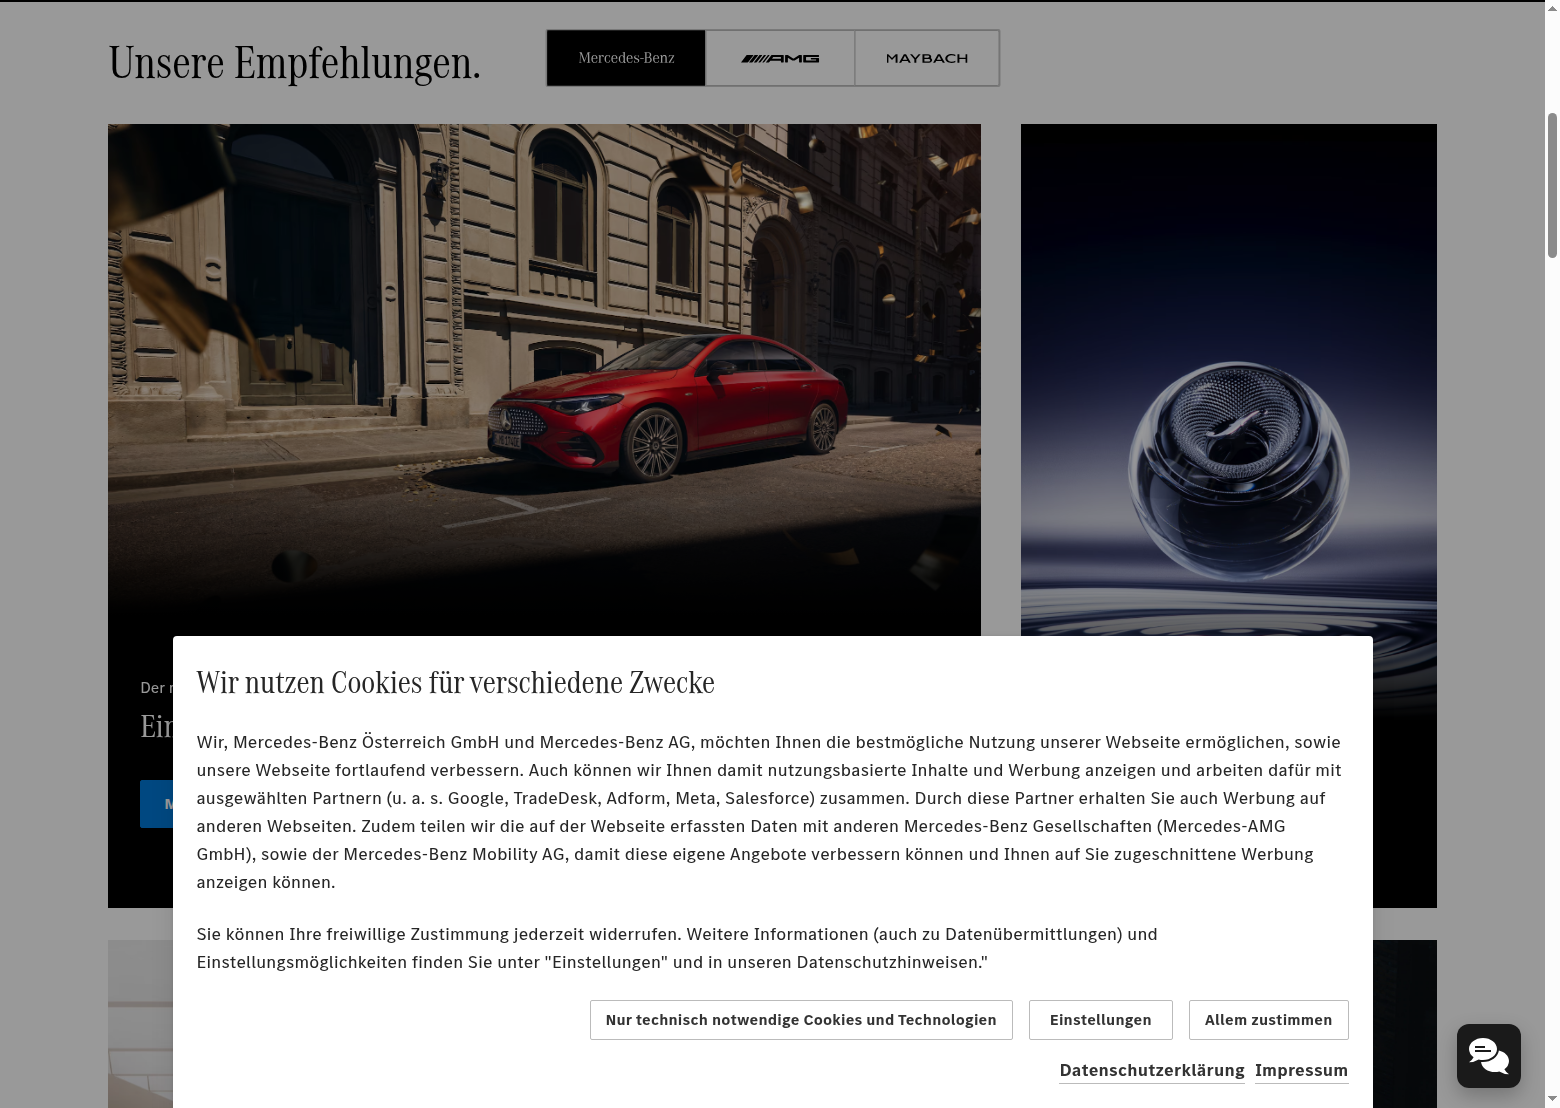 Unsere Empfehlungen.
Mercedes-Benz
AMG
MAYBACH
Der
Wir nutzen Cookies für verschiedene Zwecke
Wir, Mercedes-Benz Österreich GmbH und Mercedes-Benz AG, möchten Ihnen die bestmögliche Nutzung unserer Webseite ermöglichen, sowie
unsere Webseite fortlaufend verbessern. Auch können wir Ihnen damit nutzungsbasierte Inhalte und Werbung anzeigen und arbeiten dafür mit
ausgewählten Partnern (u. a. s. Google, TradeDesk, Adform, Meta, Salesforce) zusammen. Durch diese Partner erhalten Sie auch Werbung auf
anderen Webseiten. Zudem teilen wir die auf der Webseite erfassten Daten mit anderen Mercedes-Benz Gesellschaften (Mercedes-AMG
GmbH), sowie der Mercedes-Benz Mobility AG, damit diese eigene Angebote verbessern können und Ihnen auf Sie zugeschnittene Werbung
anzeigen können.
Sie können Ihre freiwillige Zustimmung jederzeit widerrufen. Weitere Informationen (auch zu Datenübermittlungen) und
Einstellungsmöglichkeiten finden Sie unter "Einstellungen" und in unseren Datenschutzhinweisen."
Nur technisch notwendige Cookies und Technologien
Einstellungen
Allem zustimmen
Datenschutzerklärung Impressum